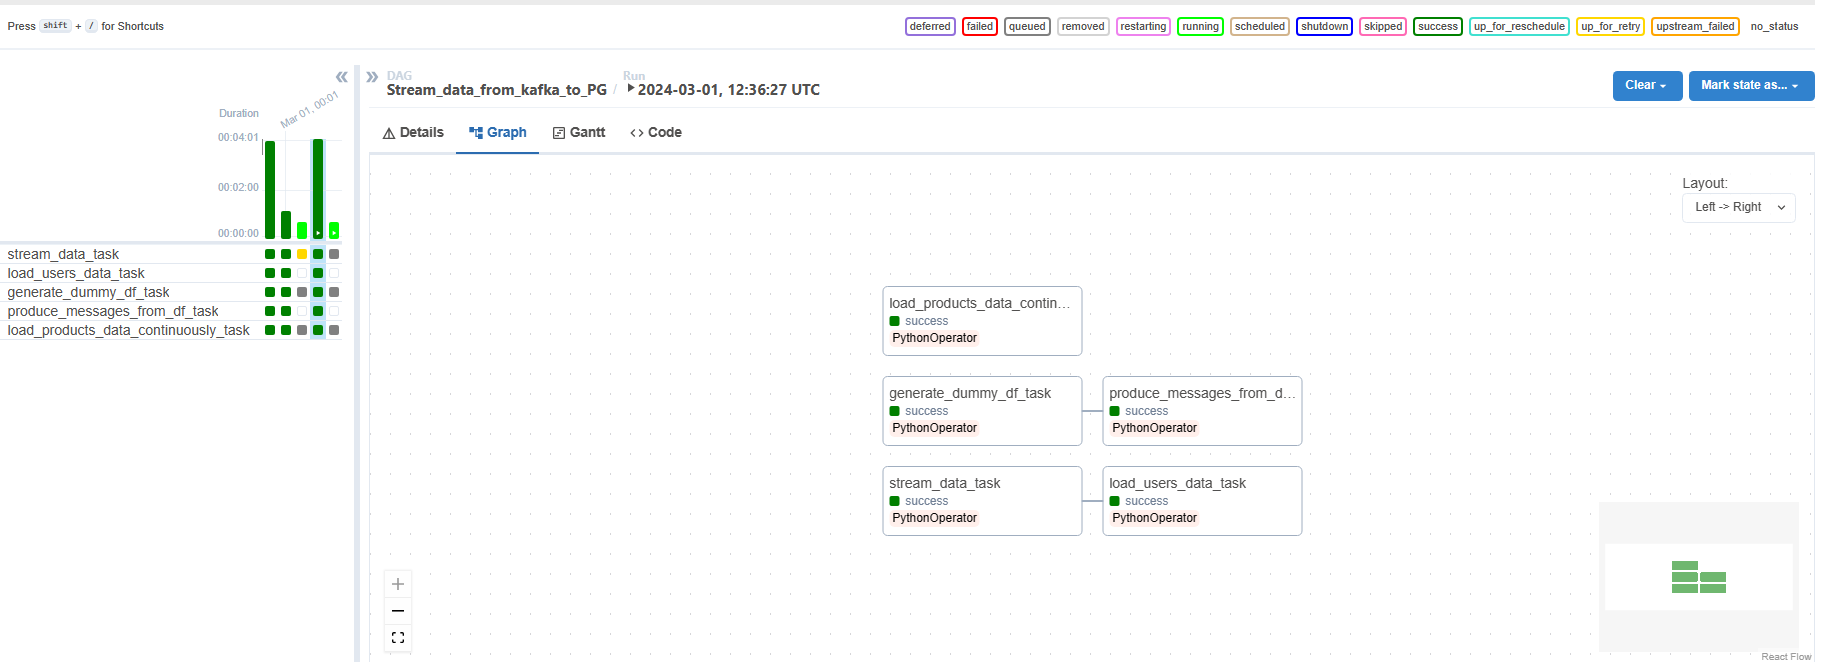 Press shift + / for Shortcuts
deferred failed queued removed restarting running scheduled shutdown skipped success up_for_reschedule up_for_retry upstream_failed no_status
DAG
Stream_data_from_kafka_to_PG / Run
2024-03-01, 12:36:27 UTC
Clear
Mark state as...
Details Graph Gantt Code
Duration
Mar 01, 00:01
00:04:01
00:02:00
00:00:00
stream_data_task
load_users_data_task
generate_dummy_df_task
produce_messages_from_df_task
load_products_data_continuously_task
Layout:
Left -> Right
load_products_data_contin...
success
PythonOperator
generate_dummy_df_task
success
PythonOperator
produce_messages_from_d...
success
PythonOperator
stream_data_task
success
PythonOperator
load_users_data_task
success
PythonOperator
React Flow